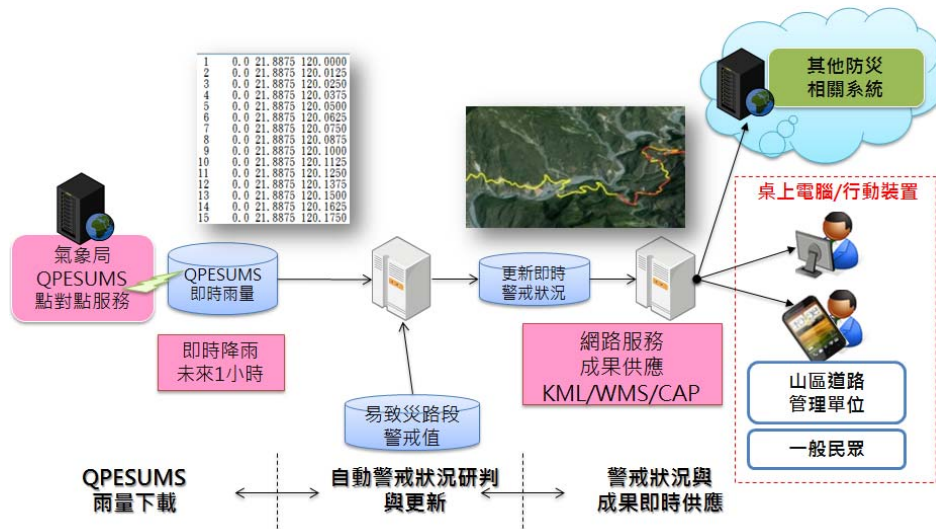 1 0.0 21.8875 120.0000
2 0.0 21.8875 120.0125
3 0.0 21.8875 120.0250
4 0.0 21.8875 120.0375
5 0.0 21.8875 120.0500
6 0.0 21.8875 120.0625
7 0.0 21.8875 120.0750
8 0.0 21.8875 120.0875
9 0.0 21.8875 120.1000
10 0.0 21.8875 120.1125
11 0.0 21.8875 120.1250
12 0.0 21.8875 120.1375
13 0.0 21.8875 120.1500
14 0.0 21.8875 120.1625
15 0.0 21.8875 120.1750
其他防災
相關系統
氣象局
QPESUMS
點對點服務
QPESUMS
即時雨量
即時降雨
未來1小時
易致災路段
警戒值
更新即時
警戒狀況
網路服務
成果供應
KML/WMS/CAP
桌上電腦/行動裝置
山區道路
管理單位
一般民眾
QPESUMS
雨量下載
自動警戒狀況研判
與更新
警戒狀況與
成果即時供應